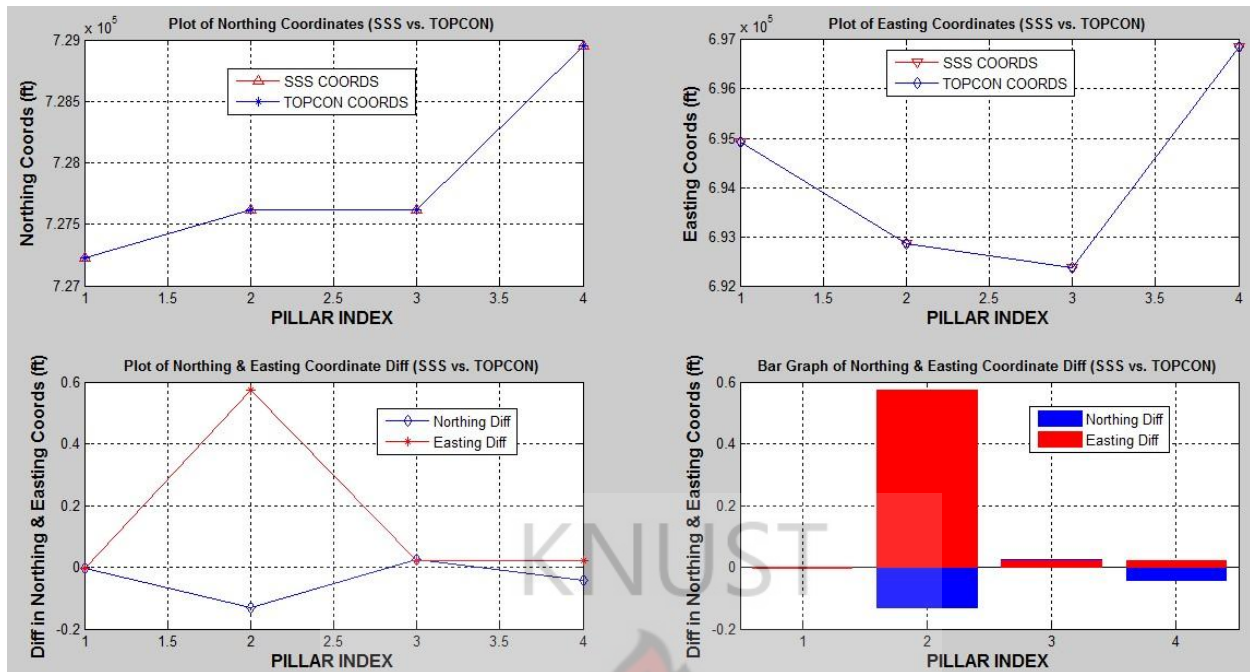 Plot of Northing Coordinates (SSS vs. TOPCON)
x 10^5
Northing Coords (ft)
7.29
7.285
7.28
7.275
7.27
SSS COORDS
TOPCON COORDS
1 1.5 2 2.5 3 3.5 4
PILLAR INDEX
Plot of Easting Coordinates (SSS vs. TOPCON)
x 10^5
Easting Coords (ft)
6.97
6.96
6.95
6.94
6.93
6.92
SSS COORDS
TOPCON COORDS
1 1.5 2 2.5 3 3.5 4
PILLAR INDEX
Plot of Northing & Easting Coordinate Diff (SSS vs. TOPCON)
Diff in Northing & Easting Coords (ft)
0.6
0.4
0.2
0
-0.2
Northing Diff
Easting Diff
1 1.5 2 2.5 3 3.5 4
PILLAR INDEX
Bar Graph of Northing & Easting Coordinate Diff (SSS vs. TOPCON)
Diff in Northing & Easting Coords (ft)
0.6
0.4
0.2
0
-0.2
Northing Diff
Easting Diff
1 2 3 4
PILLAR INDEX
KNUST